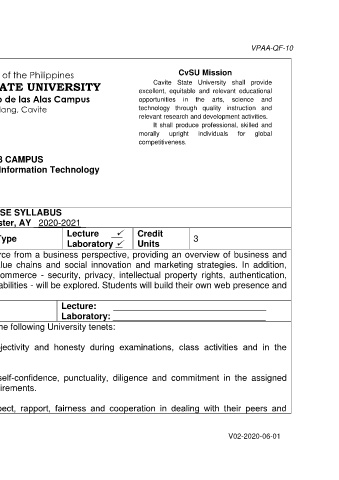 VPAA-QF-10
of the Philippines
ATE UNIVERSITY
o de las Alas Campus
ang, Cavite
CvSU Mission
Cavite State University shall provide
excellent, equitable and relevant educational
opportunities in the arts, science and
technology through quality instruction and
relevant research and development activities.
It shall produce professional, skilled and
morally upright individuals for global
competitiveness.
CAMPUS
Information Technology
SE SYLLABUS
ster, AY 2020-2021
Type
Lecture ✓
Laboratory ✓
Credit
Units
3
rce from a business perspective, providing an overview of business and
lue chains and social innovation and marketing strategies. In addition,
ommerce - security, privacy, intellectual property rights, authentication,
abilities - will be explored. Students will build their own web presence and
Lecture:
Laboratory:
he following University tenets:
jectivity and honesty during examinations, class activities and in the
self-confidence, punctuality, diligence and commitment in the assigned
irements.
pect, rapport, fairness and cooperation in dealing with their peers and
V02-2020-06-01